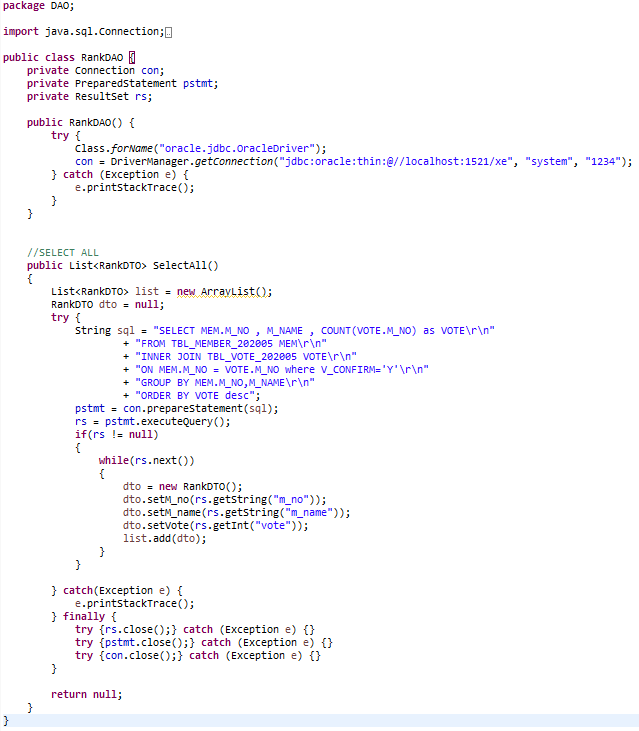 package DAO;
import java.sql.Connection;
public class RankDAO {
private Connection con;
private PreparedStatement pstmt;
private ResultSet rs;
public RankDAO() {
try {
Class.forName("oracle.jdbc.OracleDriver");
con = DriverManager.getConnection("jdbc:oracle:thin:@//localhost:1521/xe", "system", "1234");
} catch (Exception e) {
e.printStackTrace();
}
}
//SELECT ALL
public List<RankDTO> SelectAll()
{
List<RankDTO> list = new ArrayList();
RankDTO dto = null;
try {
String sql = "SELECT MEM.M_NO , M_NAME , COUNT(VOTE.M_NO) as VOTE\r\n"
+ "FROM TBL_MEMBER_202005 MEM\r\n"
+ "INNER JOIN TBL_VOTE_202005 VOTE\r\n"
+ "ON MEM.M_NO = VOTE.M_NO where V_CONFIRM='Y'\r\n"
+ "GROUP BY MEM.M_NO,M_NAME\r\n"
+ "ORDER BY VOTE desc";
pstmt = con.prepareStatement(sql);
rs = pstmt.executeQuery();
if(rs != null)
{
while(rs.next())
{
dto = new RankDTO();
dto.setM_no(rs.getString("m_no"));
dto.setM_name(rs.getString("m_name"));
dto.setVote(rs.getInt("vote"));
list.add(dto);
}
}
} catch(Exception e) {
e.printStackTrace();
} finally {
try {rs.close();} catch (Exception e) {}
try {pstmt.close();} catch (Exception e) {}
try {con.close();} catch (Exception e) {}
}
return null;
}
}